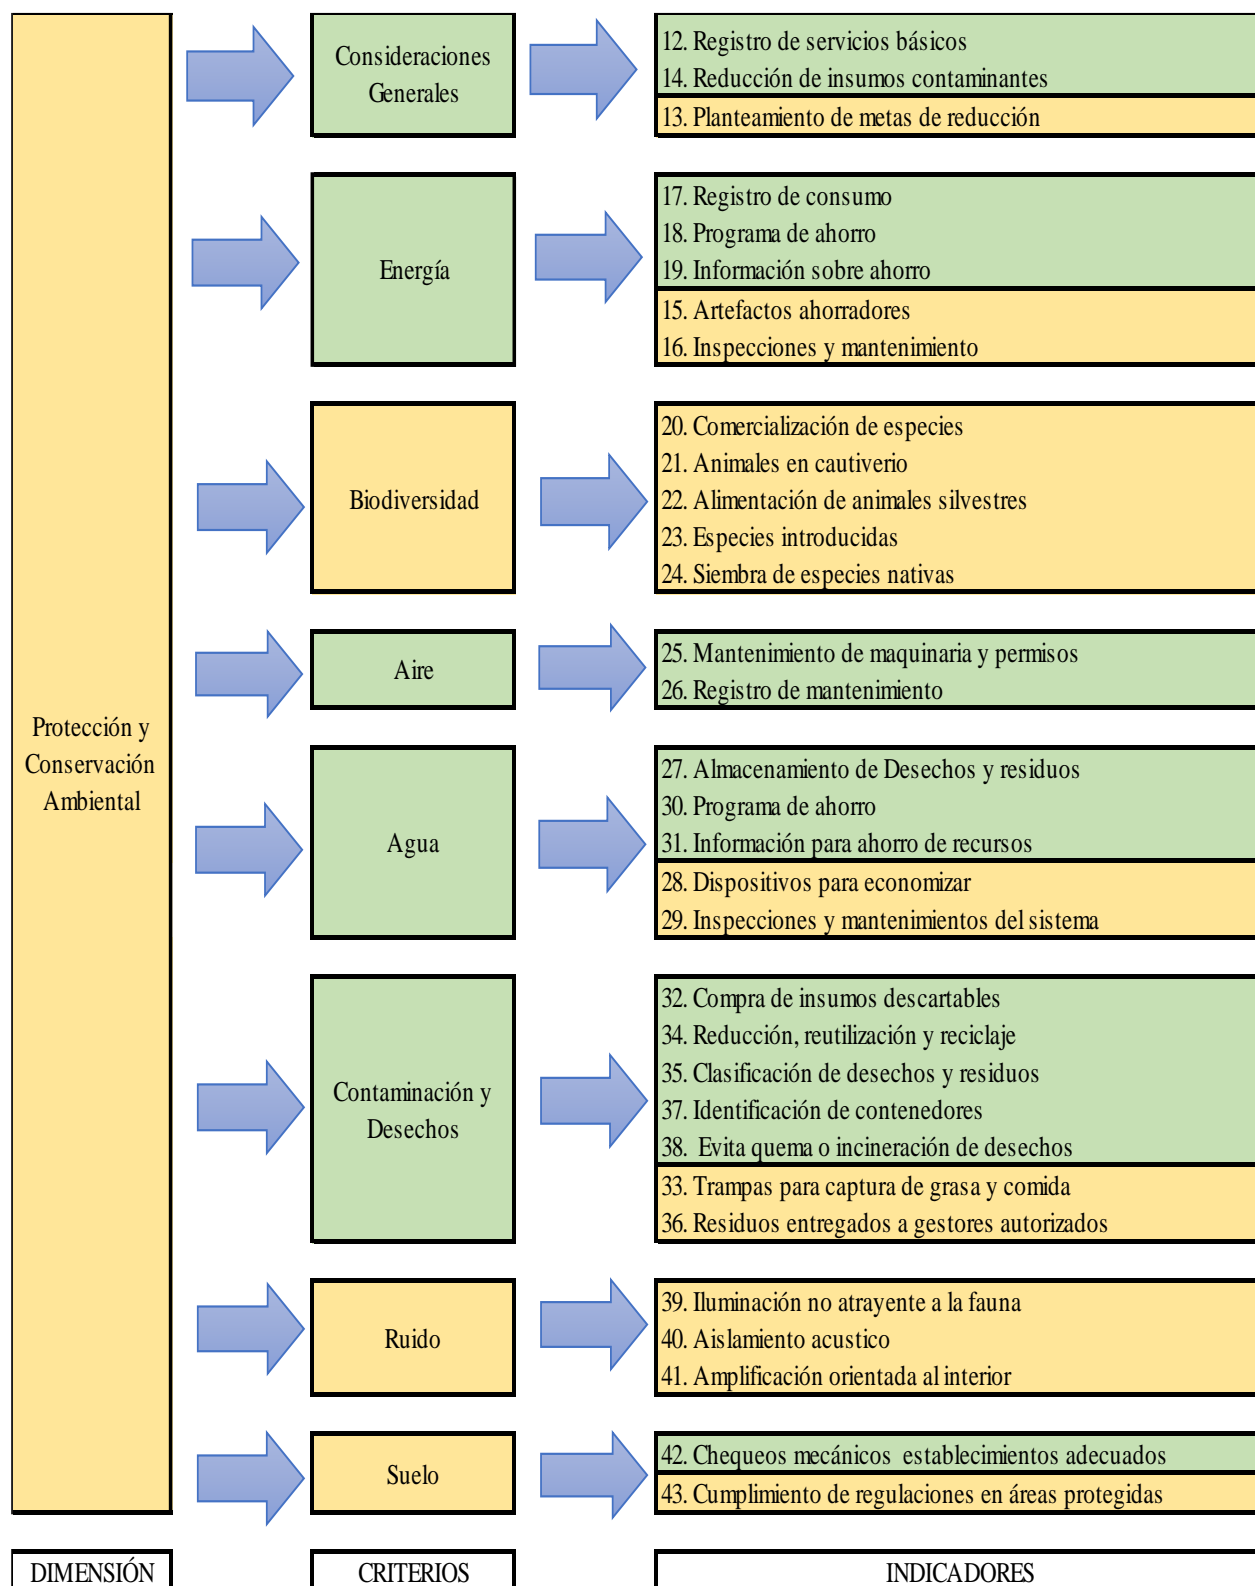 Consideraciones
Generales
12. Registro de servicios básicos
14. Reducción de insumos contaminantes
13. Planteamiento de metas de reducción
Energía
17. Registro de consumo
18. Programa de ahorro
19. Información sobre ahorro
15. Artefactos ahorradores
16. Inspecciones y mantenimiento
Biodiversidad
20. Comercialización de especies
21. Animales en cautiverio
22. Alimentación de animales silvestres
23. Especies introducidas
24. Siembra de especies nativas
Aire
25. Mantenimiento de maquinaria y permisos
26. Registro de mantenimiento
Protección y
Conservación
Ambiental
Agua
27. Almacenamiento de Desechos y residuos
30. Programa de ahorro
31. Información para ahorro de recursos
28. Dispositivos para economizar
29. Inspecciones y mantenimientos del sistema
Contaminación y
Desechos
32. Compra de insumos descartables
34. Reducción, reutilización y reciclaje
35. Clasificación de desechos y residuos
37. Identificación de contenedores
38. Evita quema o incineración de desechos
33. Trampas para captura de grasa y comida
36. Residuos entregados a gestores autorizados
Ruido
39. Iluminación no atrayente a la fauna
40. Aislamiento acustico
41. Amplificación orientada al interior
Suelo
42. Chequeos mecánicos establecimientos adecuados
43. Cumplimiento de regulaciones en áreas protegidas
DIMENSIÓN
CRITERIOS
INDICADORES